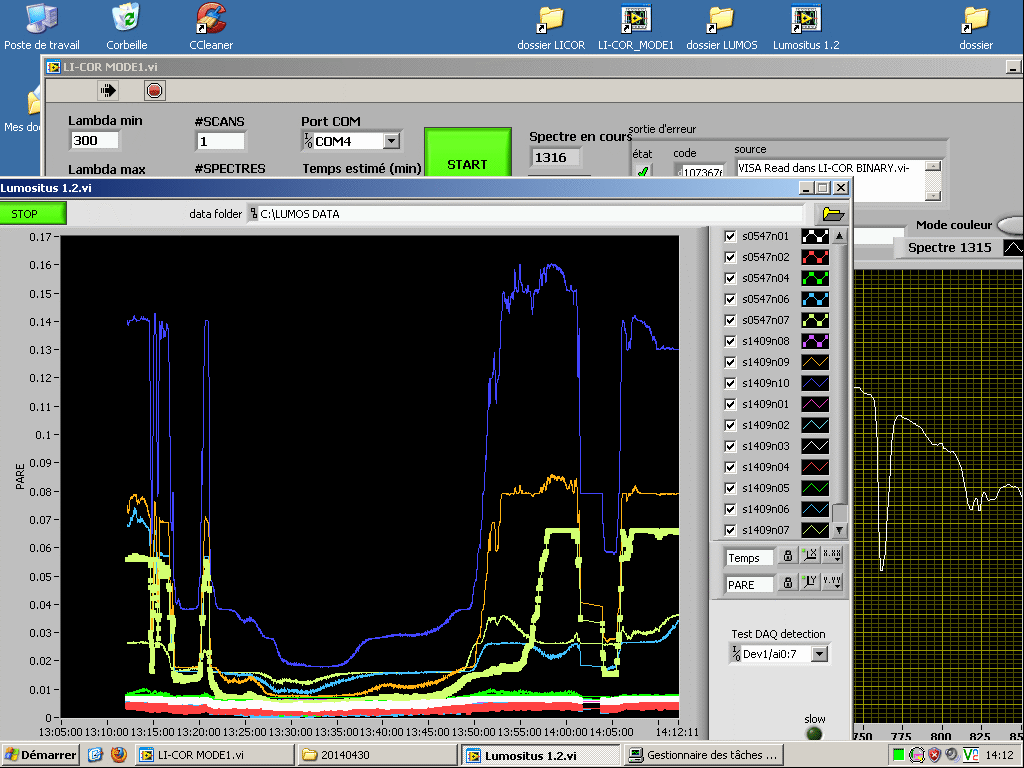 Poste de travail Corbeille CCleaner dossier LICOR LI-COR_MODE1 dossier LUMOS Lumositus 1.2 dossier
Mes do
LI-COR MODE1.vi
Lambda min #SCANS Port COM
300 1 COM4
START
Spectre en cours
1316
sortie d'erreur
état code source
107367 VISA Read dans LI-COR BINARY.vi-
Lambda max #SPECTRES Temps estimé (min)
Mode couleur
Spectre 1315
Lumositus 1.2.vi
STOP data folder C:\LUMOS DATA
PARE
0.17
0.16
0.15
0.14
0.13
0.12
0.11
0.1
0.09
0.08
0.07
0.06
0.05
0.04
0.03
0.02
0.01
0
13:05:00 13:10:00 13:15:00 13:20:00 13:25:00 13:30:00 13:35:00 13:40:00 13:45:00 13:50:00 13:55:00 14:00:00 14:05:00 14:12:11
s0547n01
s0547n02
s0547n04
s0547n06
s0547n07
s1409n08
s1409n09
s1409n10
s1409n01
s1409n02
s1409n03
s1409n04
s1409n05
s1409n06
s1409n07
Temps X X.XX
PARE Y Y.YY
Test DAQ detection
Dev1/ai0:7
slow
750 775 800 825 85
Démarrer LI-COR MODE1.vi 20140430 Lumositus 1.2.vi Gestionnaire des tâches ... V2 14:12